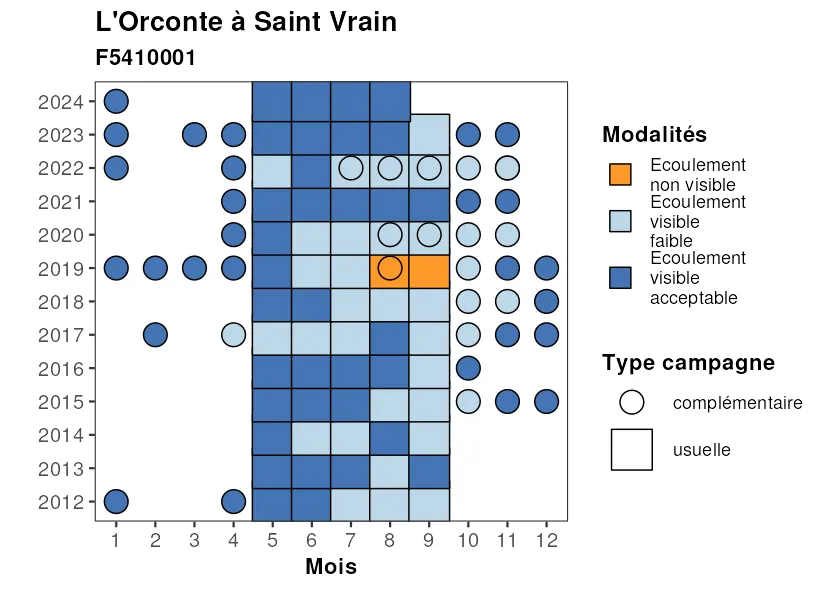 L'Orconte à Saint Vrain
F5410001
2024
2023
2022
2021
2020
2019
2018
2017
2016
2015
2014
2013
2012
1 2 3 4 5 6 7 8 9 10 11 12
Mois
Modalités
Ecoulement
non visible
Ecoulement
visible
faible
Ecoulement
visible
acceptable
Type campagne
complémentaire
usuelle